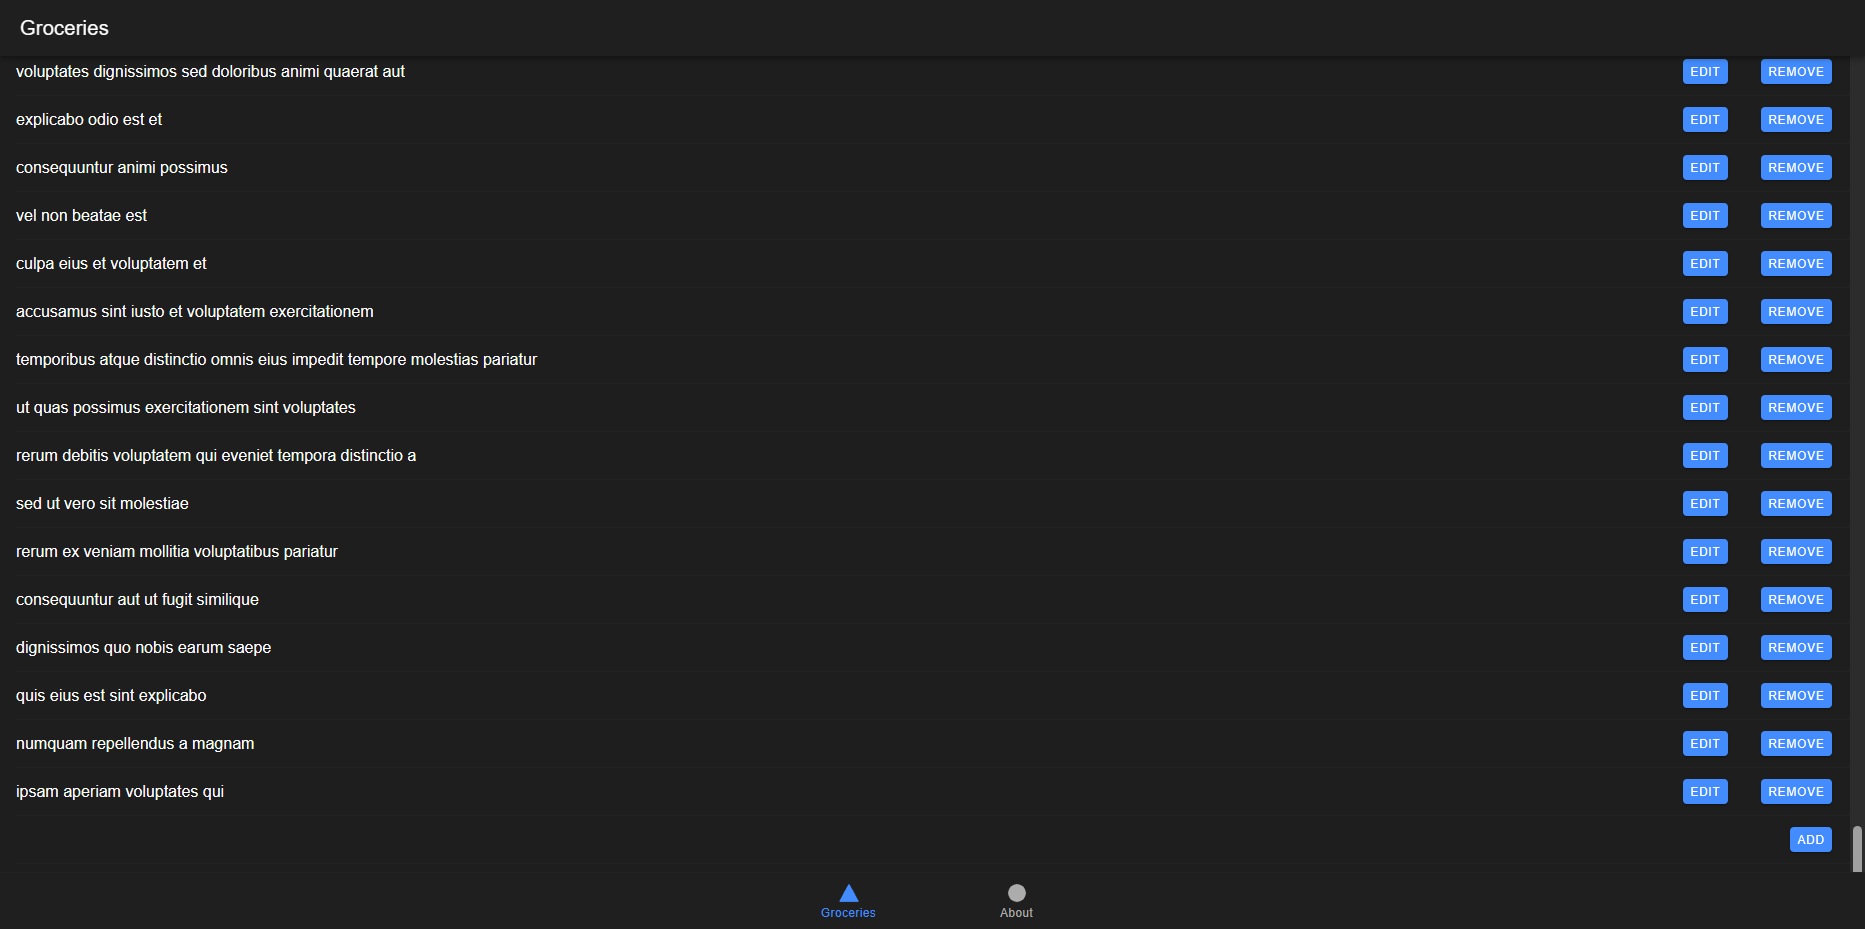 Groceries
voluptates dignissimos sed doloribus animi quaerat aut EDIT REMOVE
explicabo odio est et EDIT REMOVE
consequuntur animi possimus EDIT REMOVE
vel non beatae est EDIT REMOVE
culpa eius et voluptatem et EDIT REMOVE
accusamus sint iusto et voluptatem exercitationem EDIT REMOVE
temporibus atque distinctio omnis eius impedit tempore molestias pariatur EDIT REMOVE
ut quas possimus exercitationem sint voluptates EDIT REMOVE
rerum debitis voluptatem qui eveniet tempora distinctio a EDIT REMOVE
sed ut vero sit molestiae EDIT REMOVE
rerum ex veniam mollitia voluptatibus pariatur EDIT REMOVE
consequuntur aut ut fugit similique EDIT REMOVE
dignissimos quo nobis earum saepe EDIT REMOVE
quis eius est sint explicabo EDIT REMOVE
numquam repellendus a magnam EDIT REMOVE
ipsam aperiam voluptates qui EDIT REMOVE
ADD
Groceries About